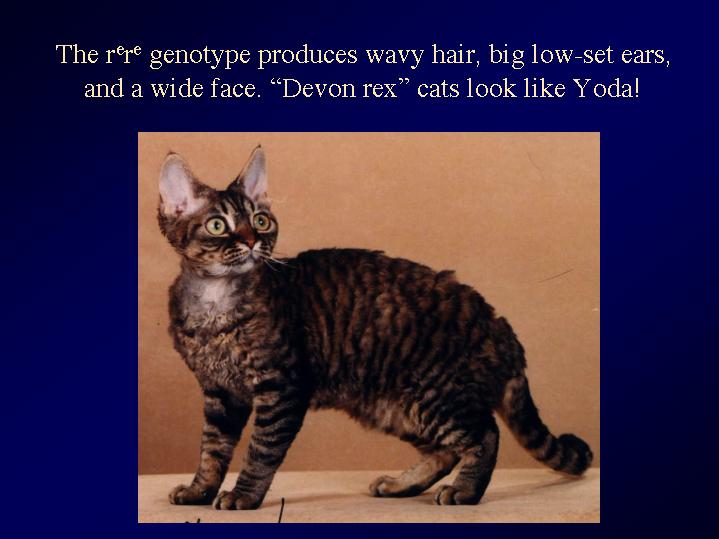 The rᵉrᵉ genotype produces wavy hair, big low-set ears,
and a wide face. “Devon rex” cats look like Yoda!